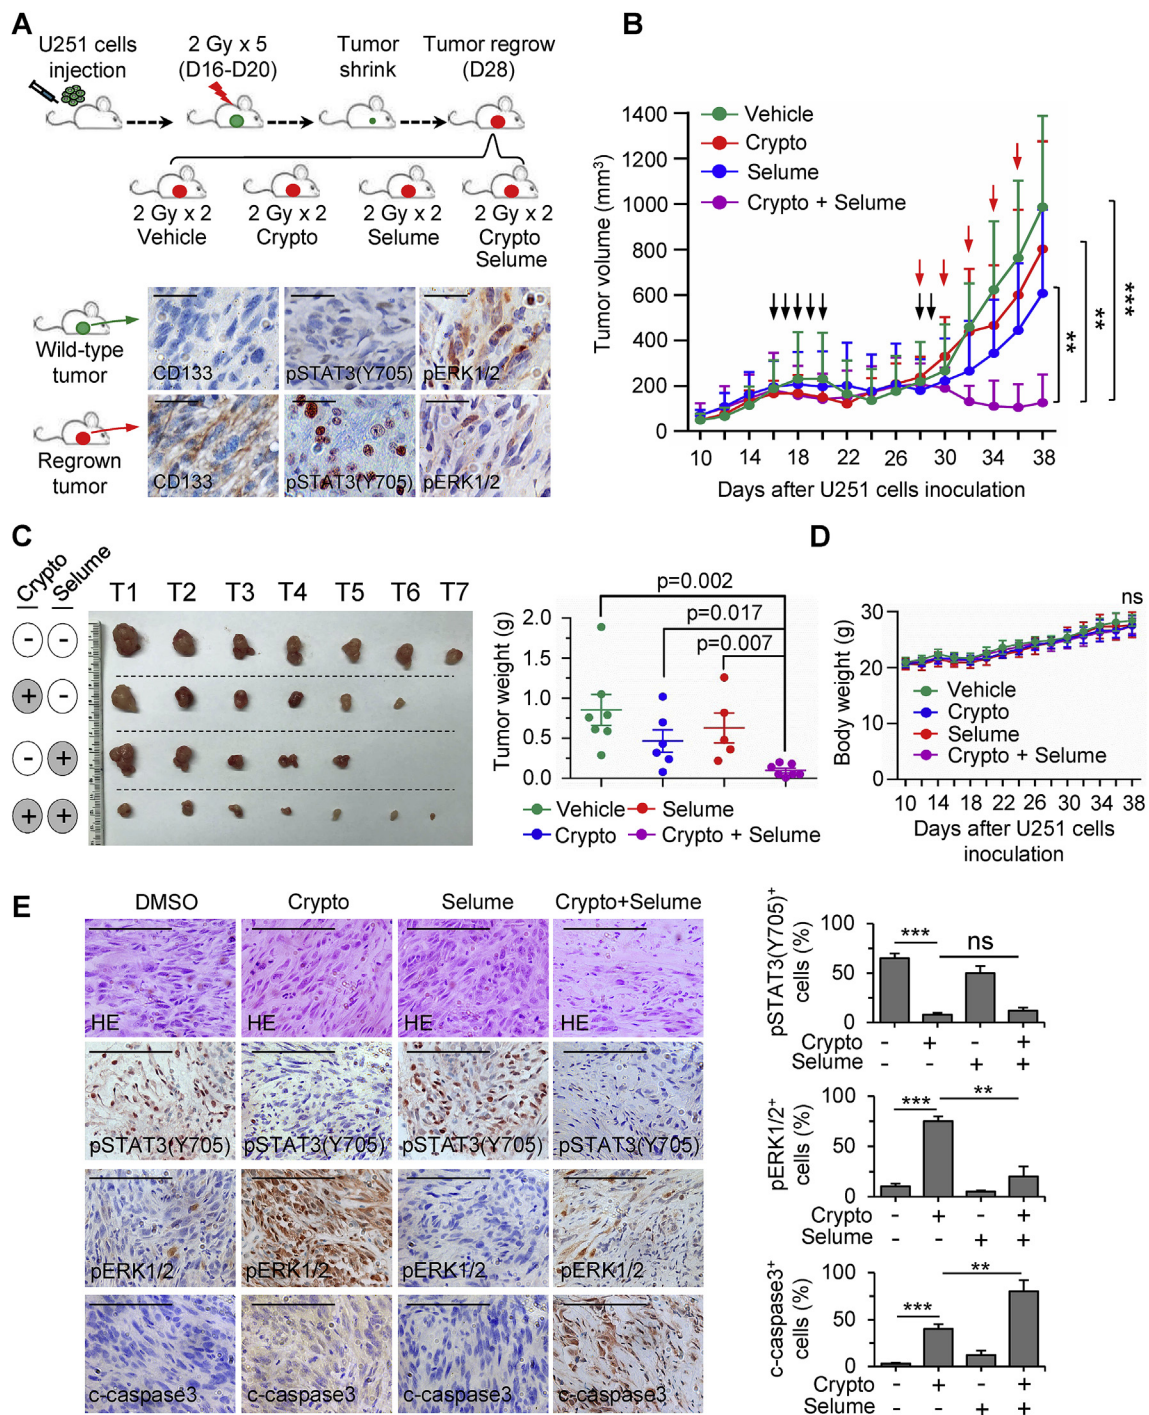 A
U251 cells
injection
2 Gy x 5
(D16-D20)
Tumor
shrink
Tumor regrow
(D28)
2 Gy x 2
Vehicle
2 Gy x 2
Crypto
2 Gy x 2
Selume
2 Gy x 2
Crypto
Selume
Wild-type
tumor
CD133
pSTAT3(Y705)
pERK1/2
Regrown
tumor
CD133
pSTAT3(Y705)
pERK1/2
B
Vehicle
Crypto
Selume
Crypto + Selume
Tumor volume (mm³)
1400
1200
1000
800
600
400
200
0
10 14 18 22 26 30 34 38
Days after U251 cells inoculation
**
**
***
C
Crypto
Selume
T1 T2 T3 T4 T5 T6 T7
- -
+ -
- +
+ +
p=0.002
p=0.017
p=0.007
Tumor weight (g)
2.0
1.5
1.0
0.5
0.0
Vehicle Selume
Crypto Crypto + Selume
D
ns
Body weight (g)
30
20
10
0
Vehicle
Crypto
Selume
Crypto + Selume
10 14 18 22 26 30 34 38
Days after U251 cells
inoculation
E
DMSO Crypto Selume Crypto+Selume
HE HE HE HE
pSTAT3(Y705) pSTAT3(Y705) pSTAT3(Y705) pSTAT3(Y705)
pERK1/2 pERK1/2 pERK1/2 pERK1/2
c-caspase3 c-caspase3 c-caspase3 c-caspase3
pSTAT3(Y705)+
cells (%)
100
50
0
*** ns
Crypto - + - +
Selume - - + +
pERK1/2+
cells (%)
100
50
0
*** **
Crypto - + - +
Selume - - + +
c-caspase3+
cells (%)
100
50
0
*** **
Crypto - + - +
Selume - - + +